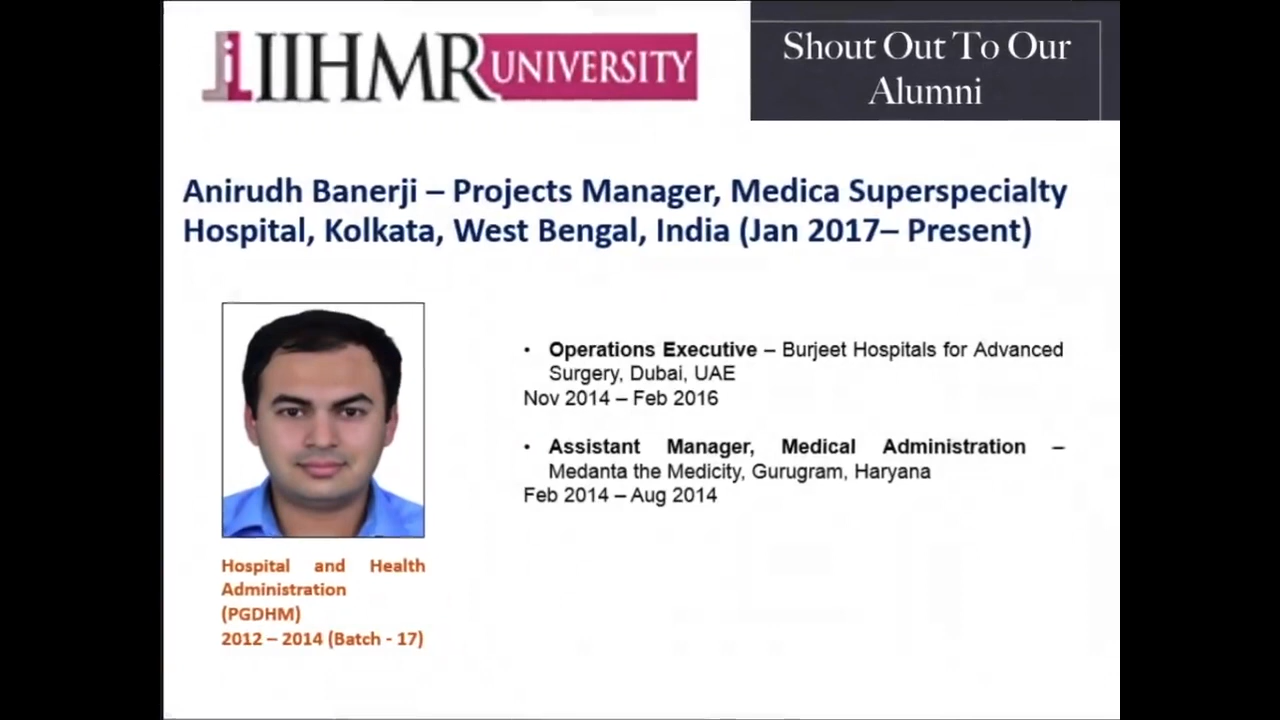 IIHMR UNIVERSITY
Shout Out To Our
Alumni
Anirudh Banerji – Projects Manager, Medica Superspecialty
Hospital, Kolkata, West Bengal, India (Jan 2017– Present)
• Operations Executive – Burjeet Hospitals for Advanced
Surgery, Dubai, UAE
Nov 2014 – Feb 2016
• Assistant Manager, Medical Administration –
Medanta the Medicity, Gurugram, Haryana
Feb 2014 – Aug 2014
Hospital and Health
Administration
(PGDHM)
2012 – 2014 (Batch - 17)